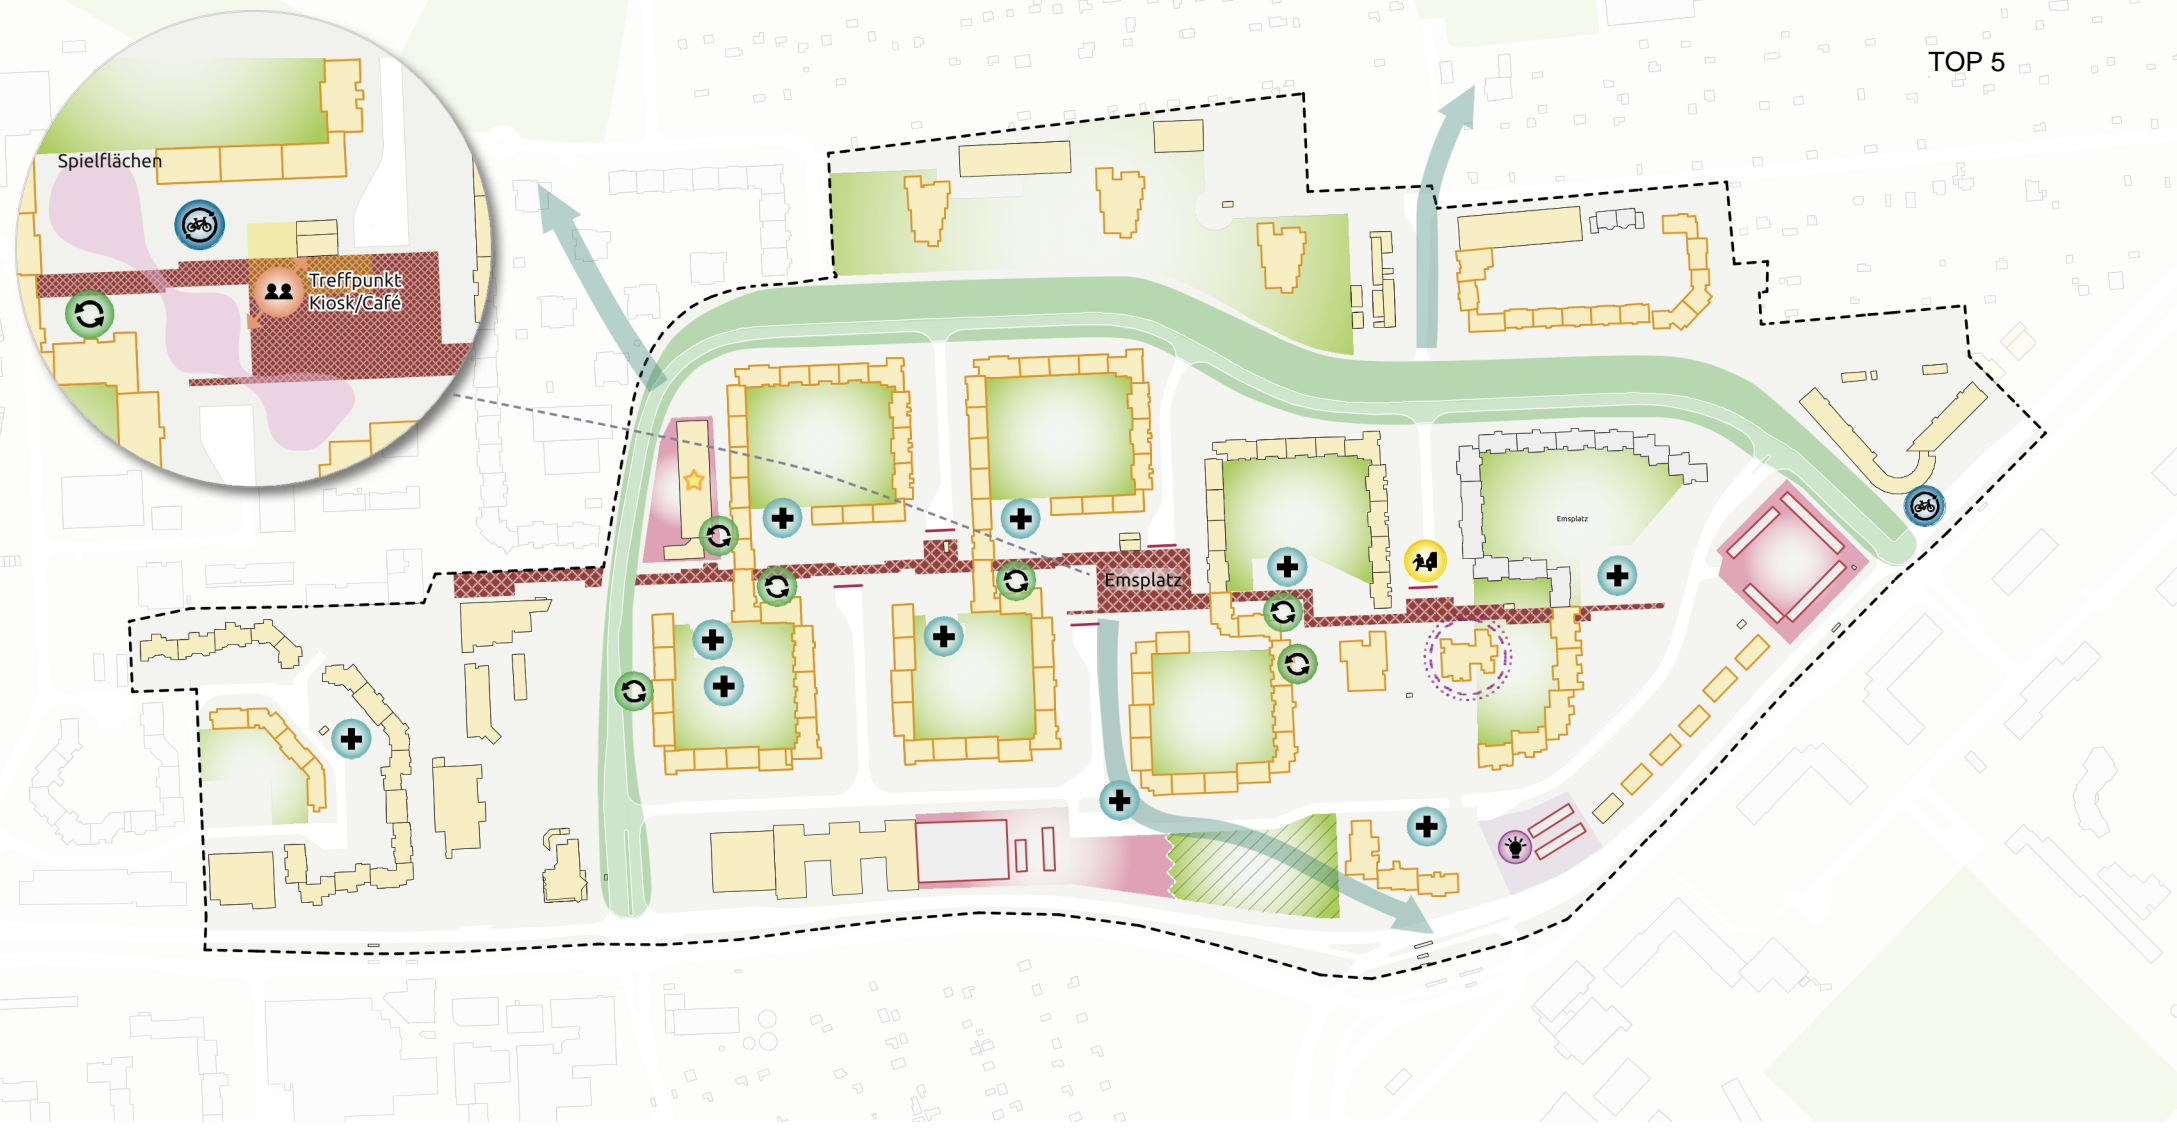 TOP 5
Spielflächen
Treffpunkt
Kiosk/Café
Emsplatz
Emsplatz